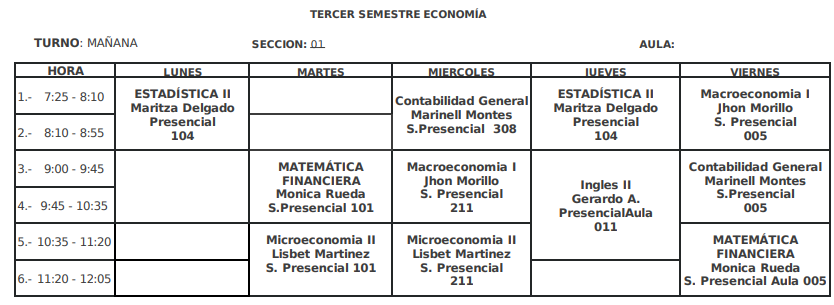 TERCER SEMESTRE ECONOMÍA
TURNO: MAÑANA SECCION: 01 AULA:
HORA LUNES MARTES MIERCOLES JUEVES VIERNES
1.- 7:25 - 8:10
2.- 8:10 - 8:55
ESTADÍSTICA II
Maritza Delgado
Presencial
104
Contabilidad General
Marinell Montes
S.Presencial 308
ESTADÍSTICA II
Maritza Delgado
Presencial
104
Macroeconomia I
Jhon Morillo
S. Presencial
005
3.- 9:00 - 9:45
4.- 9:45 - 10:35
MATEMÁTICA
FINANCIERA
Monica Rueda
S.Presencial 101
Macroeconomia I
Jhon Morillo
S. Presencial
211
Ingles II
Gerardo A.
PresencialAula
011
Contabilidad General
Marinell Montes
S.Presencial
005
5.- 10:35 - 11:20
6.- 11:20 - 12:05
Microeconomia II
Lisbet Martinez
S. Presencial 101
Microeconomia II
Lisbet Martinez
S. Presencial
211
MATEMÁTICA
FINANCIERA
Monica Rueda
S. Presencial Aula 005